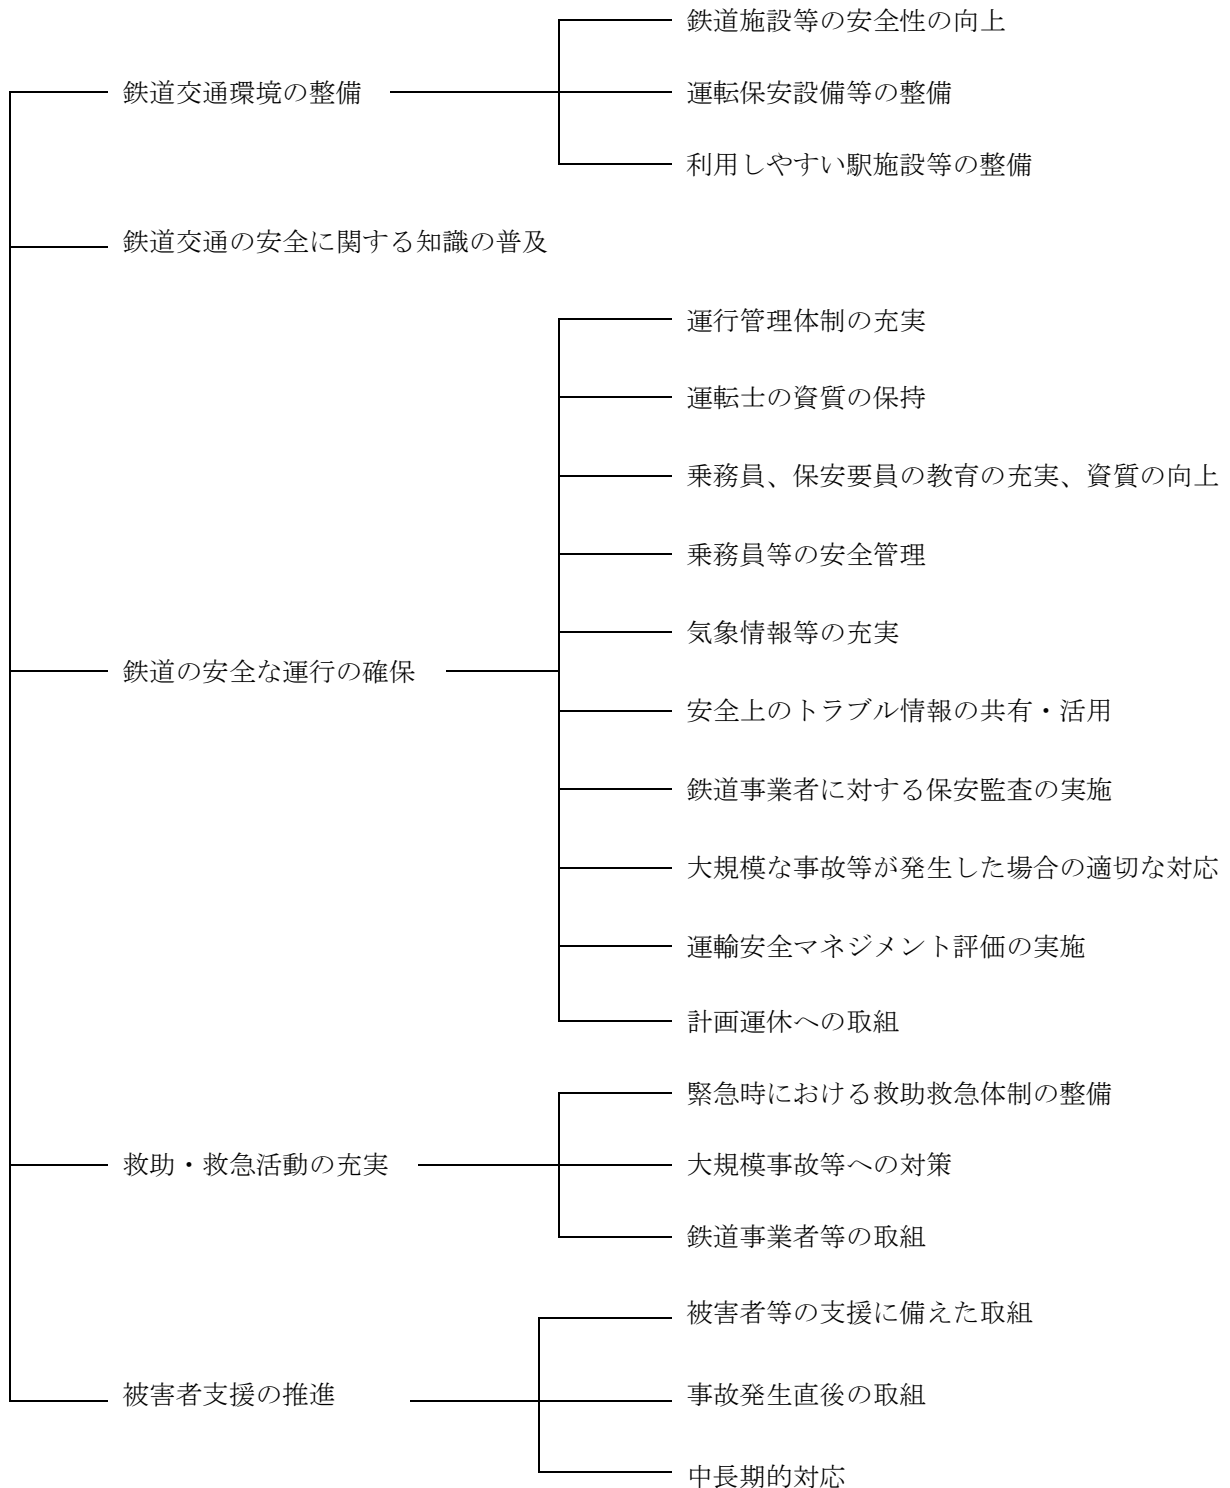 鉄道交通環境の整備
鉄道施設等の安全性の向上
運転保安設備等の整備
利用しやすい駅施設等の整備
鉄道交通の安全に関する知識の普及
鉄道の安全な運行の確保
運行管理体制の充実
運転士の資質の保持
乗務員、保安要員の教育の充実、資質の向上
乗務員等の安全管理
気象情報等の充実
安全上のトラブル情報の共有・活用
鉄道事業者に対する保安監査の実施
大規模な事故等が発生した場合の適切な対応
運輸安全マネジメント評価の実施
計画運休への取組
救助・救急活動の充実
緊急時における救助救急体制の整備
大規模事故等への対策
鉄道事業者等の取組
被害者支援の推進
被害者等の支援に備えた取組
事故発生直後の取組
中長期的対応